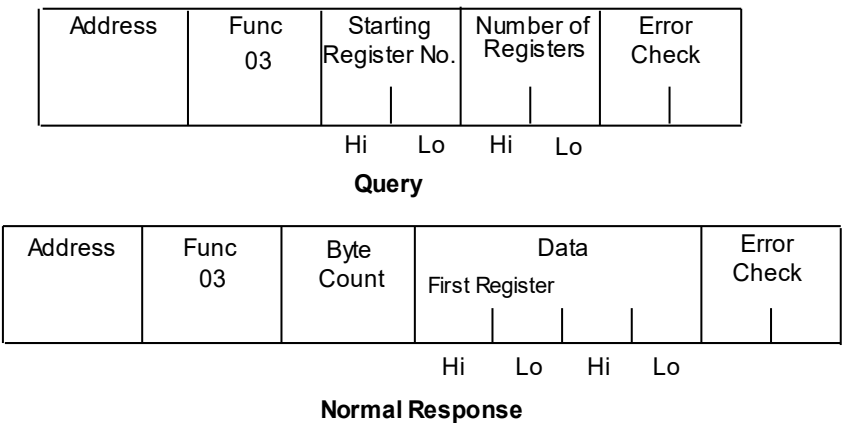 Address Func Starting Number of Error
03 Register No. Registers Check
Hi Lo Hi Lo
Query
Address Func Byte Data Error
03 Count First Register Check
Hi Lo Hi Lo
Normal Response